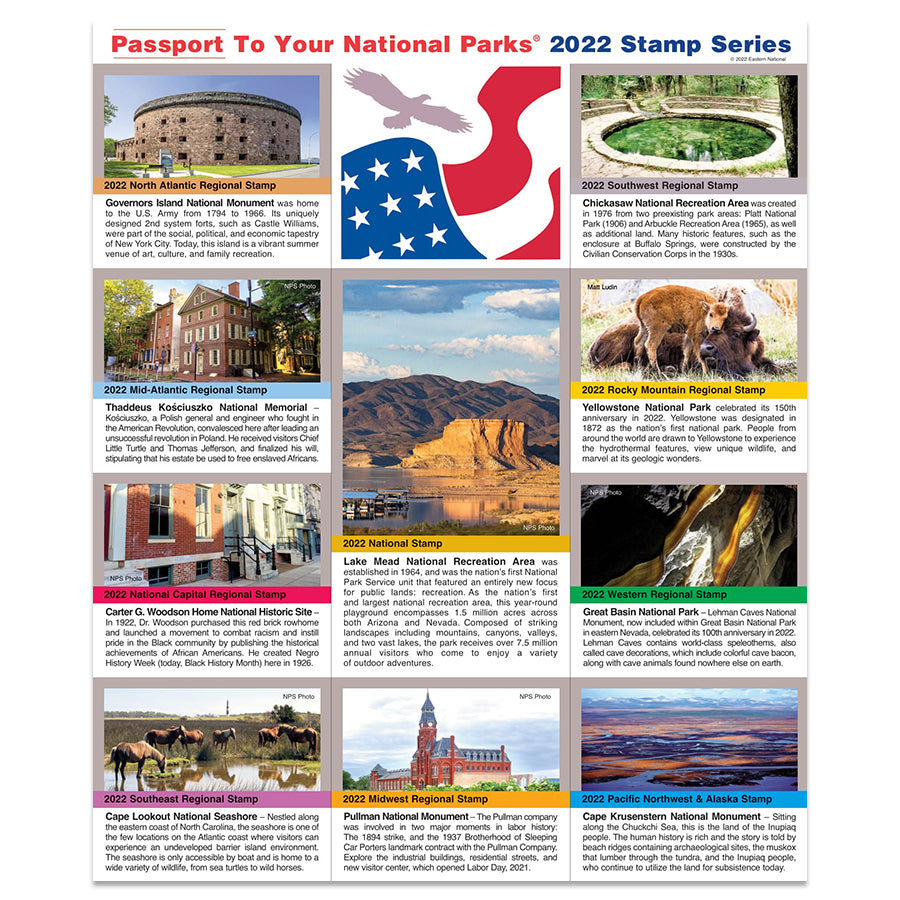 Passport To Your National Parks® 2022 Stamp Series
© 2022 Eastern National
2022 North Atlantic Regional Stamp
Governors Island National Monument was home
to the U.S. Army from 1794 to 1966. Its uniquely
designed 2nd system forts, such as Castle Williams,
were part of the social, political, and economic tapestry
of New York City. Today, this island is a vibrant summer
venue of art, culture, and family recreation.
2022 Southwest Regional Stamp
Chickasaw National Recreation Area was created
in 1976 from two preexisting park areas: Platt National
Park (1906) and Arbuckle Recreation Area (1965), as well
as additional land. Many historic features, such as the
enclosure at Buffalo Springs, were constructed by the
Civilian Conservation Corps in the 1930s.
NPS Photo
2022 Mid-Atlantic Regional Stamp
Thaddeus Kościuszko National Memorial –
Kościuszko, a Polish general and engineer who fought in
the American Revolution, convalesced here after leading an
unsuccessful revolution in Poland. He received visitors Chief
Little Turtle and Thomas Jefferson, and finalized his will,
stipulating that his estate be used to free enslaved Africans.
NPS Photo
2022 National Stamp
Lake Mead National Recreation Area was
established in 1964, and was the nation's first National
Park Service unit that featured an entirely new focus
for public lands: recreation. As the nation's first
and largest national recreation area, this year-round
playground encompasses 1.5 million acres across
both Arizona and Nevada. Composed of striking
landscapes including mountains, canyons, valleys,
and two vast lakes, the park receives over 7.5 million
annual visitors who come to enjoy a variety
of outdoor adventures.
Matt Ludin
2022 Rocky Mountain Regional Stamp
Yellowstone National Park celebrated its 150th
anniversary in 2022. Yellowstone was designated in
1872 as the nation's first national park. People from
around the world are drawn to Yellowstone to experience
the hydrothermal features, view unique wildlife, and
marvel at its geologic wonders.
NPS Photo
2022 National Capital Regional Stamp
Carter G. Woodson Home National Historic Site –
In 1922, Dr. Woodson purchased this red brick rowhome
and launched a movement to combat racism and instill
pride in the Black community by publishing the historical
achievements of African Americans. He created Negro
History Week (today, Black History Month) here in 1926.
NPS Photo
2022 Western Regional Stamp
Great Basin National Park – Lehman Caves National
Monument, now included within Great Basin National Park
in eastern Nevada, celebrated its 100th anniversary in 2022.
Lehman Caves contains world-class speleothems, also
called cave decorations, which include colorful cave bacon,
along with cave animals found nowhere else on earth.
NPS Photo
2022 Southeast Regional Stamp
Cape Lookout National Seashore – Nestled along
the eastern coast of North Carolina, the seashore is one of
the few locations on the Atlantic coast where visitors can
experience an undeveloped barrier island environment.
The seashore is only accessible by boat and is home to a
wide variety of wildlife, from sea turtles to wild horses.
NPS Photo
2022 Midwest Regional Stamp
Pullman National Monument – The Pullman company
was involved in two major moments in labor history:
The 1894 strike, and the 1937 Brotherhood of Sleeping
Car Porters landmark contract with the Pullman Company.
Explore the industrial buildings, residential streets, and
new visitor center, which opened Labor Day, 2021.
2022 Pacific Northwest & Alaska Stamp
Cape Krusenstern National Monument – Sitting
along the Chukchi Sea, this is the land of the Inupiaq
people. The human history is rich and the story is told by
beach ridges containing archaeological sites, the muskox
that lumber through the tundra, and the Inupiaq people,
who continue to utilize the land for subsistence today.